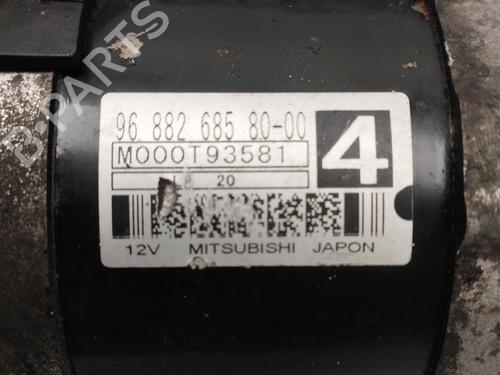 96 882 685 80-00
M000T93581
4
20
12V MITSUBISHI JAPON
B-PARTS